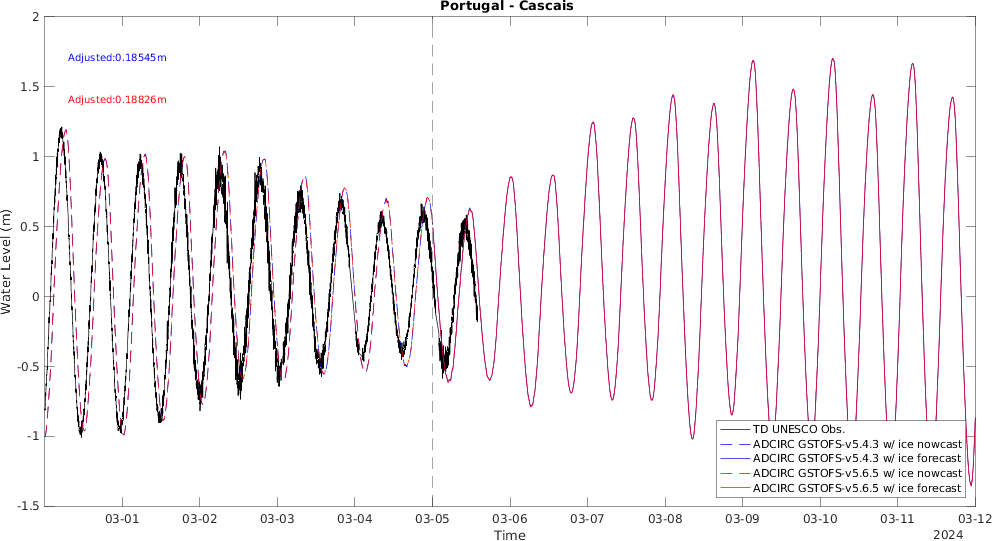 Portugal - Cascais
Adjusted:0.18545m
Adjusted:0.18826m
Water Level (m)
2
1.5
1
0.5
0
-0.5
-1
-1.5
TD UNESCO Obs.
ADCIRC GSTOFS-v5.4.3 w/ ice nowcast
ADCIRC GSTOFS-v5.4.3 w/ ice forecast
ADCIRC GSTOFS-v5.6.5 w/ ice nowcast
ADCIRC GSTOFS-v5.6.5 w/ ice forecast
03-01 03-02 03-03 03-04 03-05 03-06 03-07 03-08 03-09 03-10 03-11 03-12
Time
2024